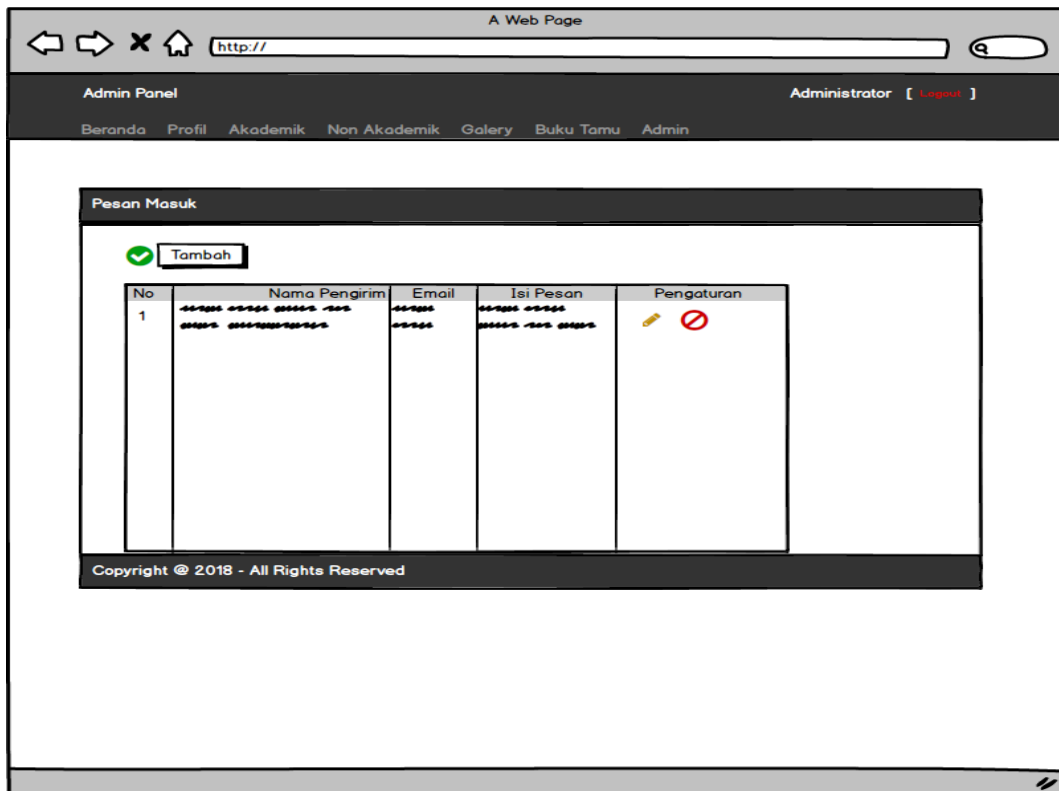 A Web Page
http://
Admin Panel Administrator [ Logout ]
Beranda Profil Akademik Non Akademik Galery Buku Tamu Admin
Pesan Masuk
Tambah
No Nama Pengirim Email Isi Pesan Pengaturan
1
Copyright @ 2018 - All Rights Reserved